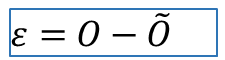 ε = O − Õ